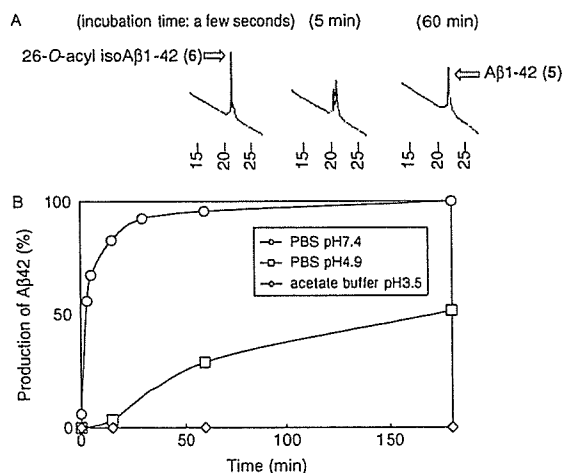 A
(incubation time: a few seconds) (5 min) (60 min)
26-O-acyl isoAβ1-42 (6)
Aβ1-42 (5)
15 20 25 15 20 25 15 20 25
B
Production of Aβ42 (%)
100
50
0
PBS pH7.4
PBS pH4.9
acetate buffer pH3.5
0 50 100 150
Time (min)